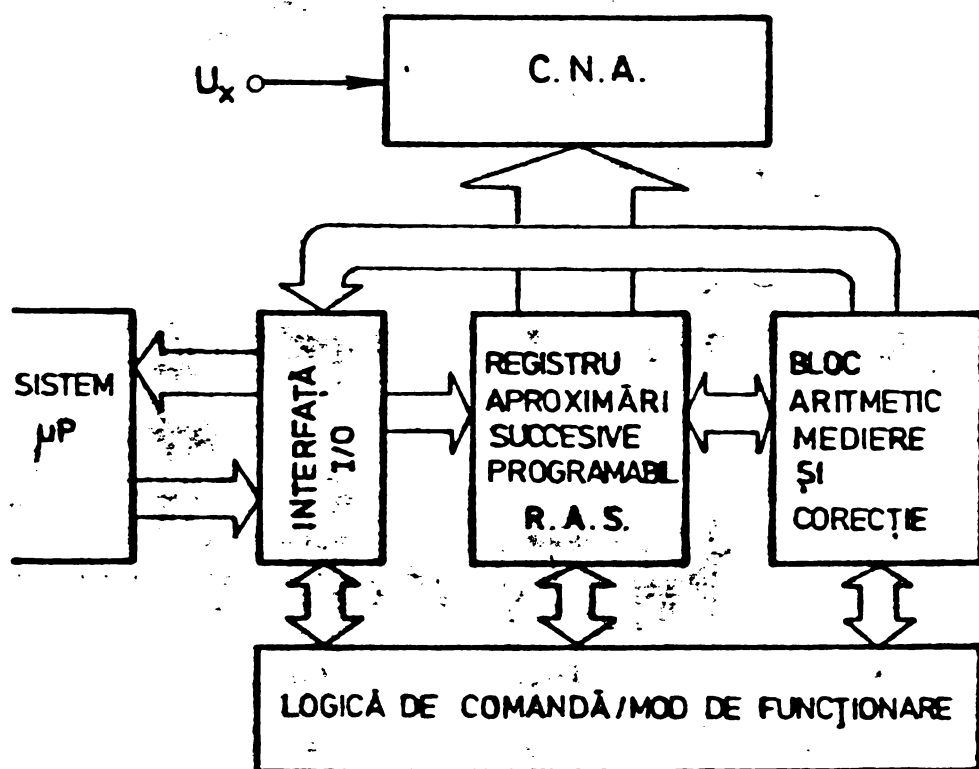 C.N.A.
Uₓ
SISTEM
µP
INTERFAȚĂ
I/O
REGISTRU
APROXIMĂRI
SUCCESIVE
PROGRAMABIL
R.A.S.
BLOC
ARITMETIC
MEDIERE
ȘI
CORECȚIE
LOGICĂ DE COMANDĂ/MOD DE FUNCȚIONARE